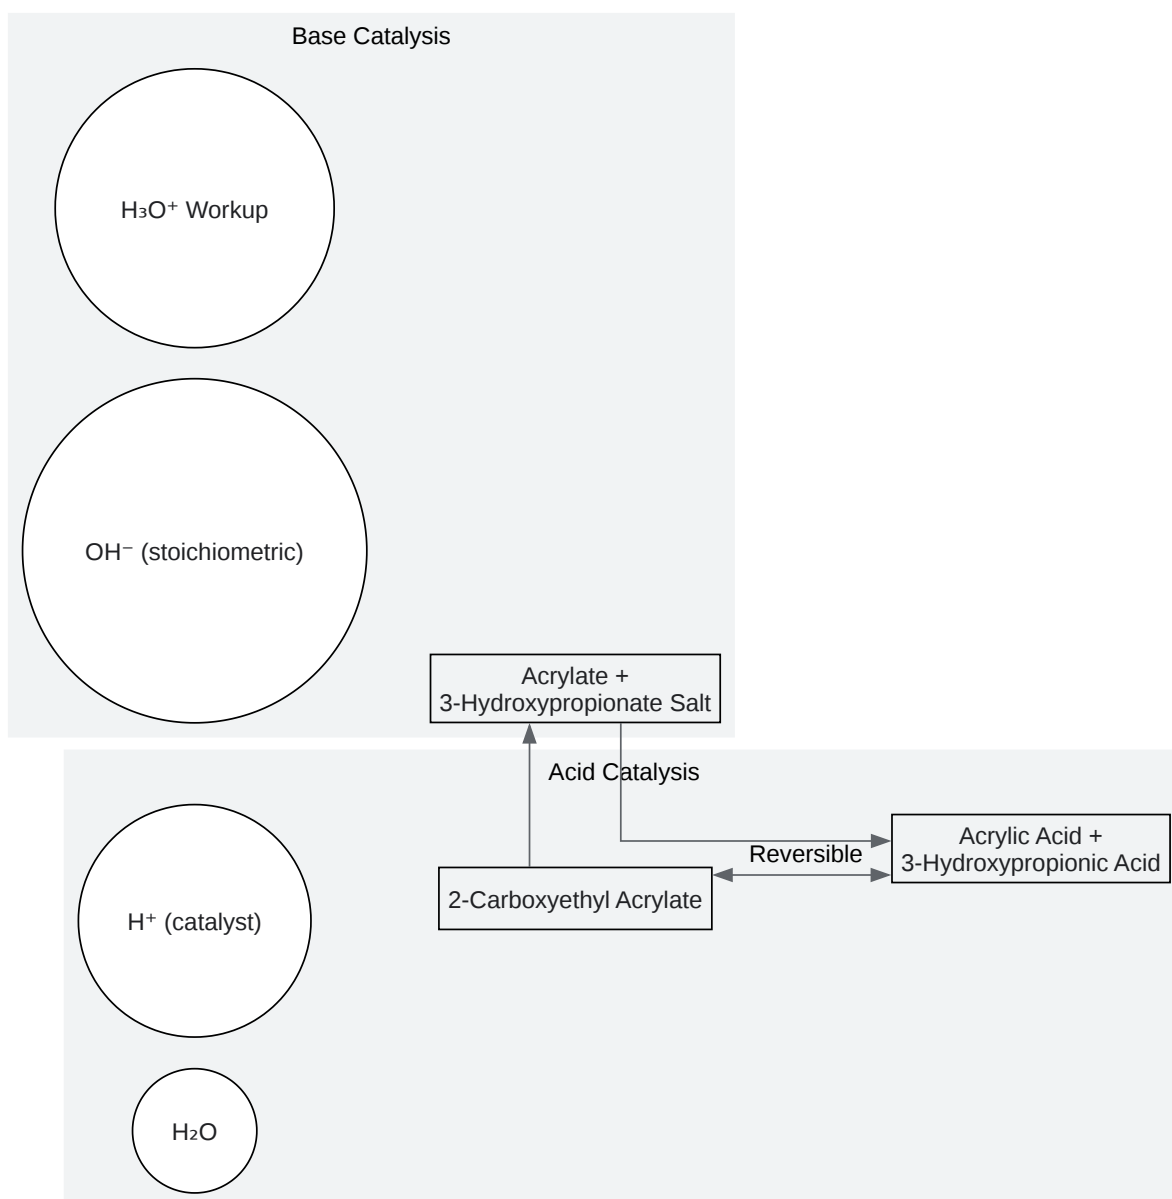 Base Catalysis
H₃O⁺ Workup
OH⁻ (stoichiometric)
Acrylate +
3-Hydroxypropionate Salt
Acid Catalysis
Acrylic Acid +
3-Hydroxypropionic Acid
Reversible
2-Carboxyethyl Acrylate
H⁺ (catalyst)
H₂O